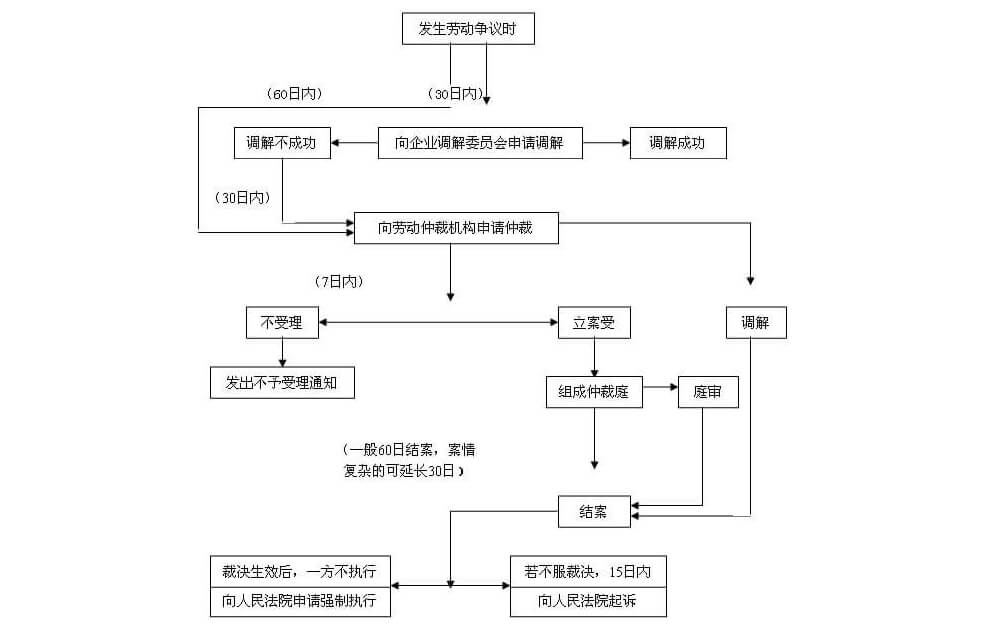 发生劳动争议时
（60日内）
（30日内）
调解不成功
向企业调解委员会申请调解
调解成功
（30日内）
向劳动仲裁机构申请仲裁
（7日内）
不受理
立案受
调解
发出不予受理通知
组成仲裁庭
庭审
（一般60日结案，案情
复杂的可延长30日）
结案
裁决生效后，一方不执行
向人民法院申请强制执行
若不服裁决，15日内
向人民法院起诉